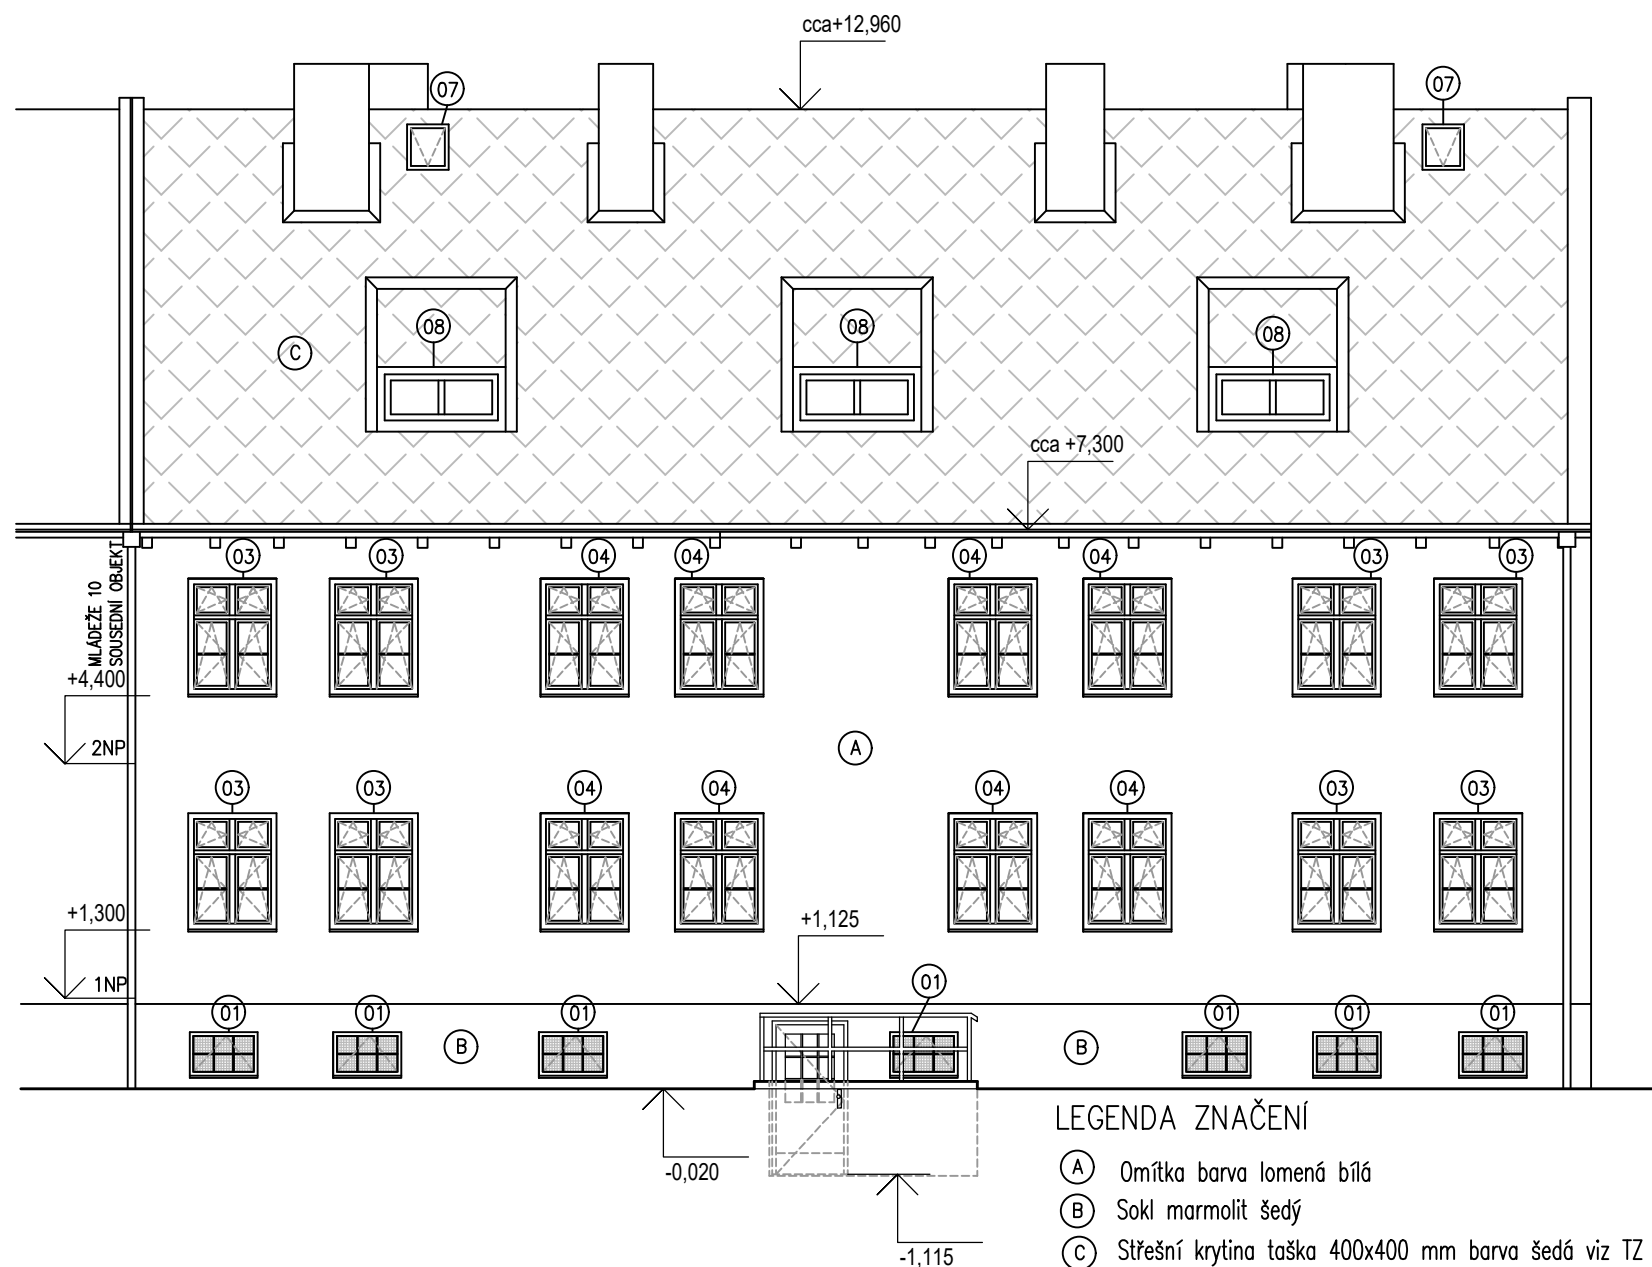 cca+12,960
07
07
08
08
08
C
cca +7,300
03
03
04
04
04
04
03
03
MLÁDEŽE 10
SOUSEDNÍ OBJEKT
+4,400
2NP
A
03
03
04
04
04
04
03
03
+1,300
+1,125
1NP
01
01
01
01
01
01
01
B
B
-0,020
-1,115
LEGENDA ZNAČENÍ
A Omítka barva lomená bílá
B Sokl marmolit šedý
C Střešní krytina taška 400x400 mm barva šedá viz TZ